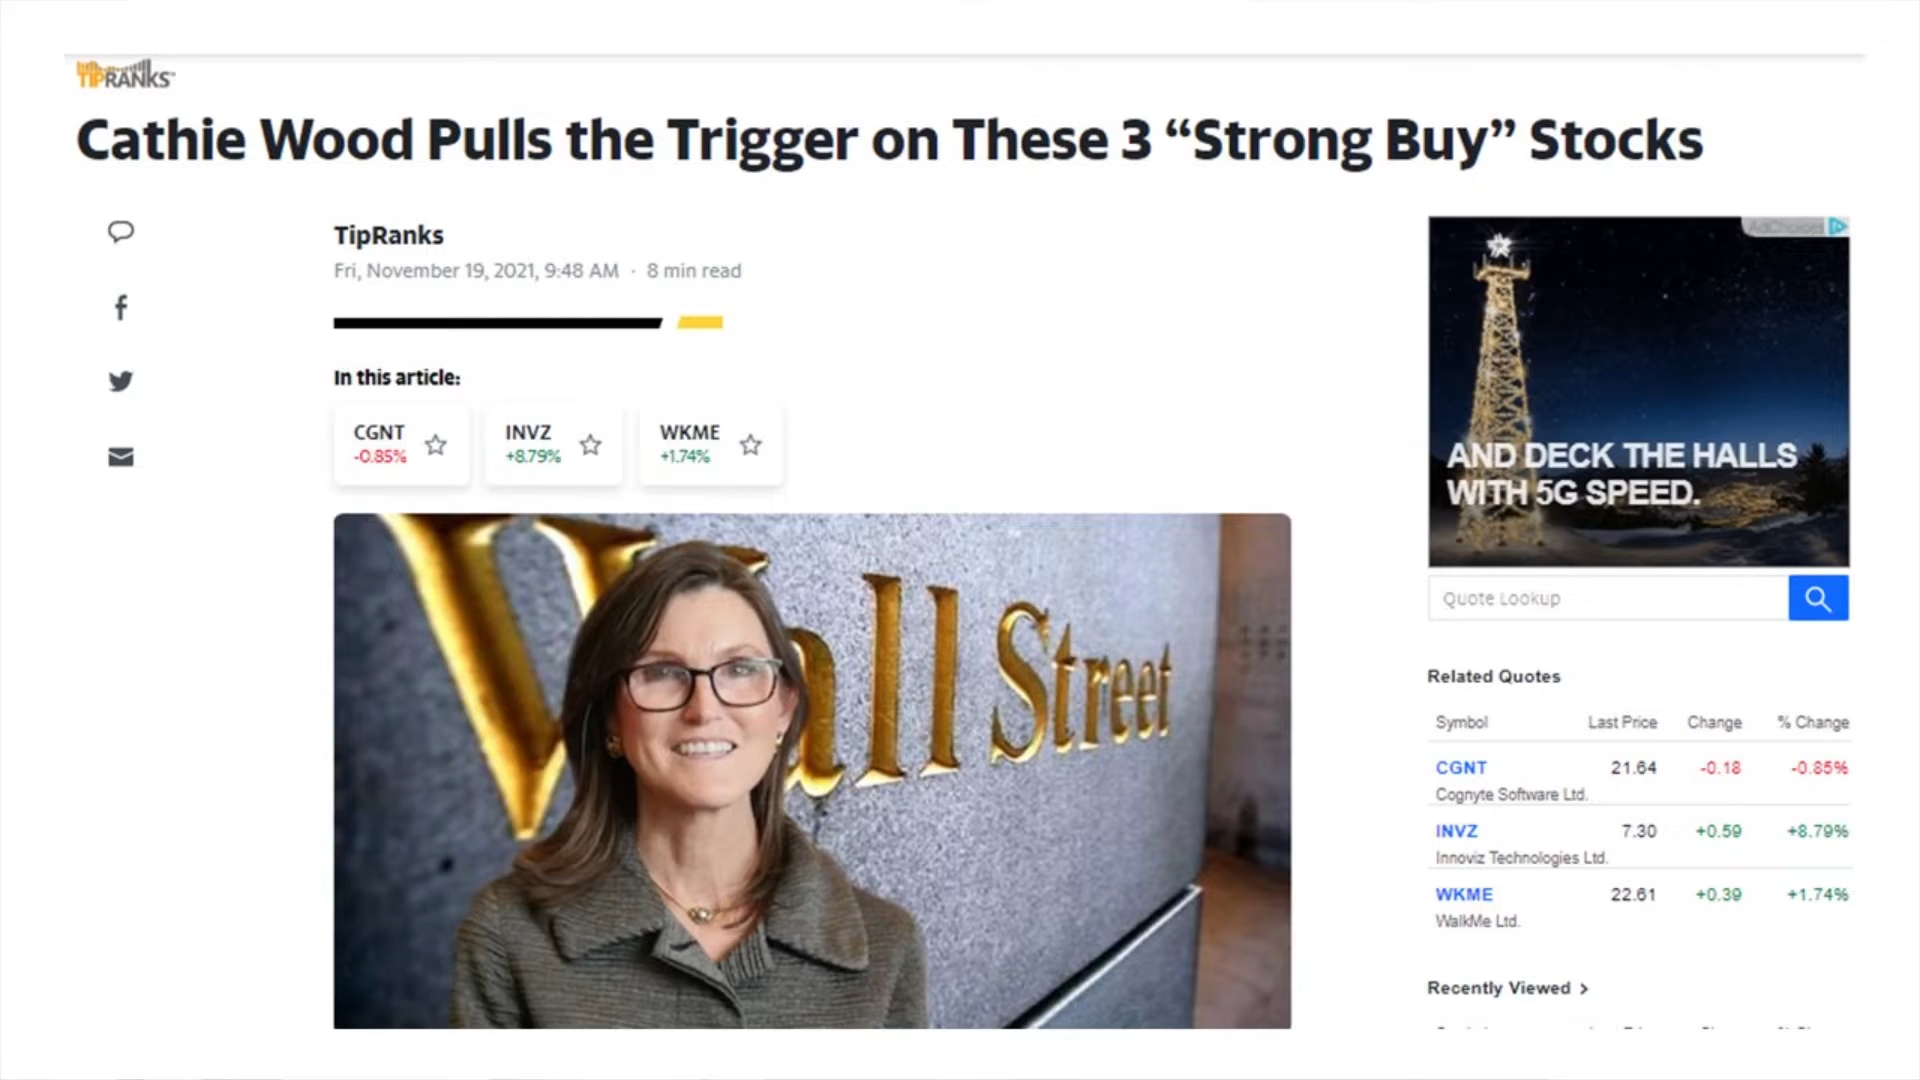 TIPRANKS
Cathie Wood Pulls the Trigger on These 3 “Strong Buy” Stocks
TipRanks
Fri, November 19, 2021, 9:48 AM · 8 min read
In this article:
CGNT
-0.85%
INVZ
+8.79%
WKME
+1.74%
Wall Street
AdChoices
AND DECK THE HALLS
WITH 5G SPEED.
Quote Lookup
Related Quotes
Symbol Last Price Change % Change
CGNT 21.64 -0.18 -0.85%
Cognyte Software Ltd.
INVZ 7.30 +0.59 +8.79%
Innoviz Technologies Ltd.
WKME 22.61 +0.39 +1.74%
WalkMe Ltd.
Recently Viewed >